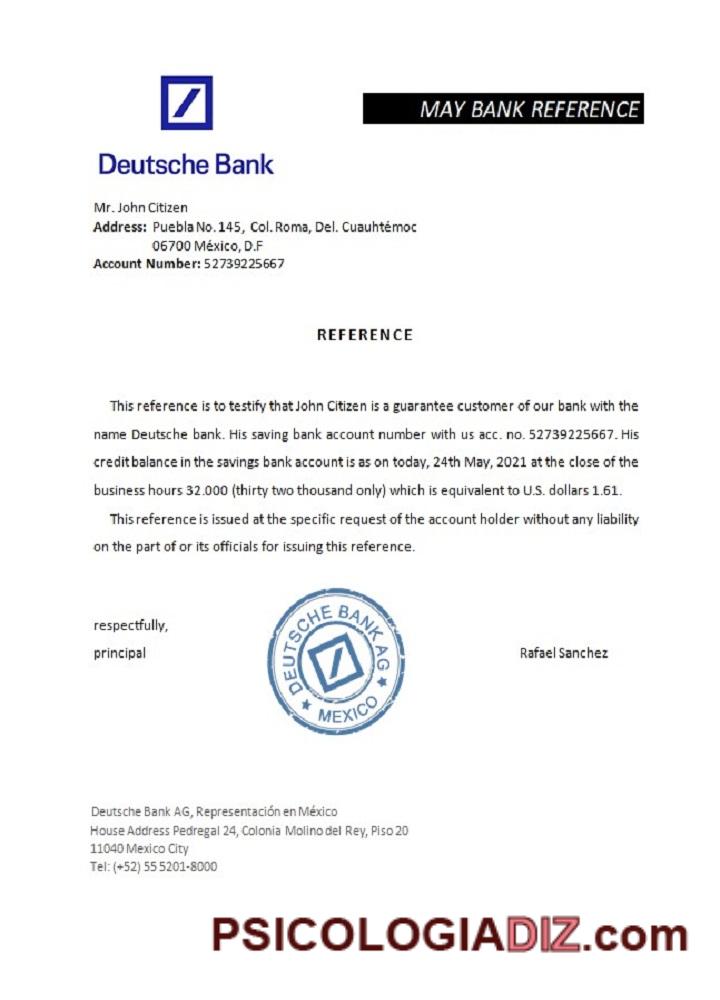 MAY BANK REFERENCE
Deutsche Bank
Mr. John Citizen
Address: Puebla No. 145, Col. Roma, Del. Cuauhtémoc
06700 México, D.F
Account Number: 52739225667
REFERENCE
This reference is to testify that John Citizen is a guarantee customer of our bank with the
name Deutsche bank. His saving bank account number with us acc. no. 52739225667. His
credit balance in the savings bank account is as on today, 24th May, 2021 at the close of the
business hours 32.000 (thirty two thousand only) which is equivalent to U.S. dollars 1.61.
This reference is issued at the specific request of the account holder without any liability
on the part of or its officials for issuing this reference.
respectfully,
principal
DEUTSCHE BANK AG
MEXICO
Rafael Sanchez
Deutsche Bank AG, Representación en México
House Address Pedregal 24, Colonia Molino del Rey, Piso 20
11040 Mexico City
Tel: (+52) 55 5201-8000
PSICOLOGIADIZ.com